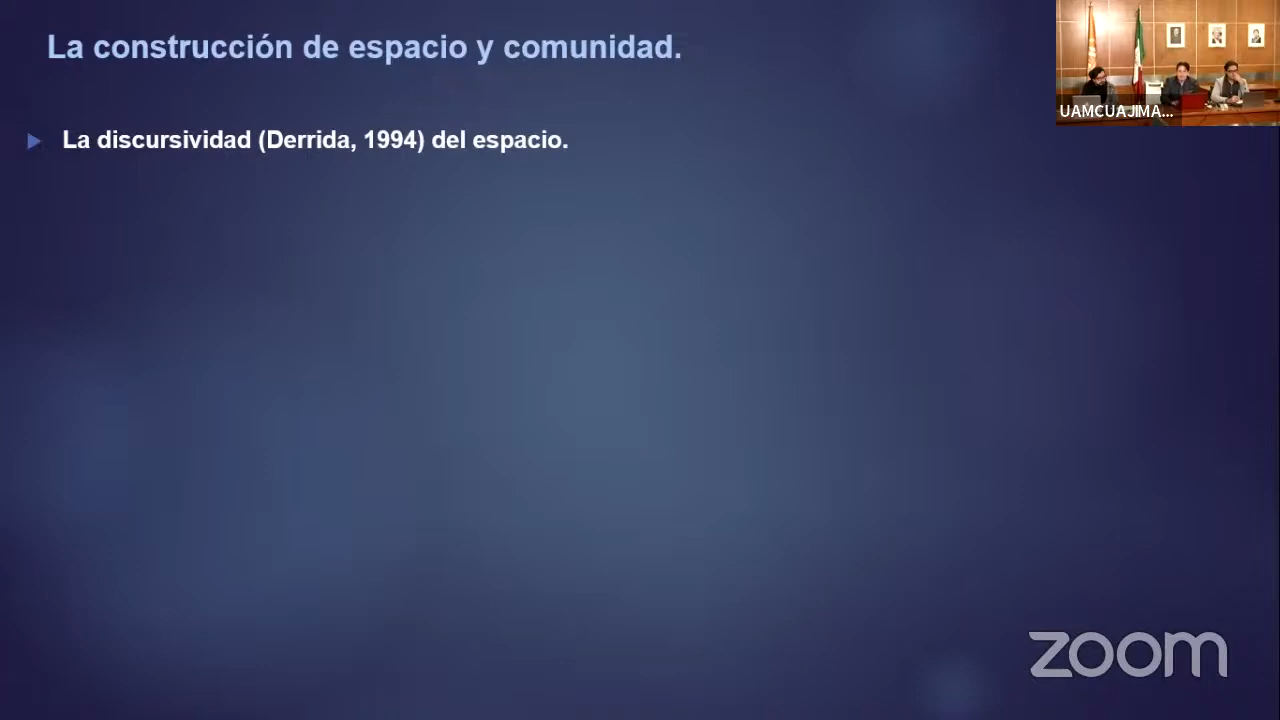 La construcción de espacio y comunidad.
La discursividad (Derrida, 1994) del espacio.
UAMCUAJIMA...
zoom